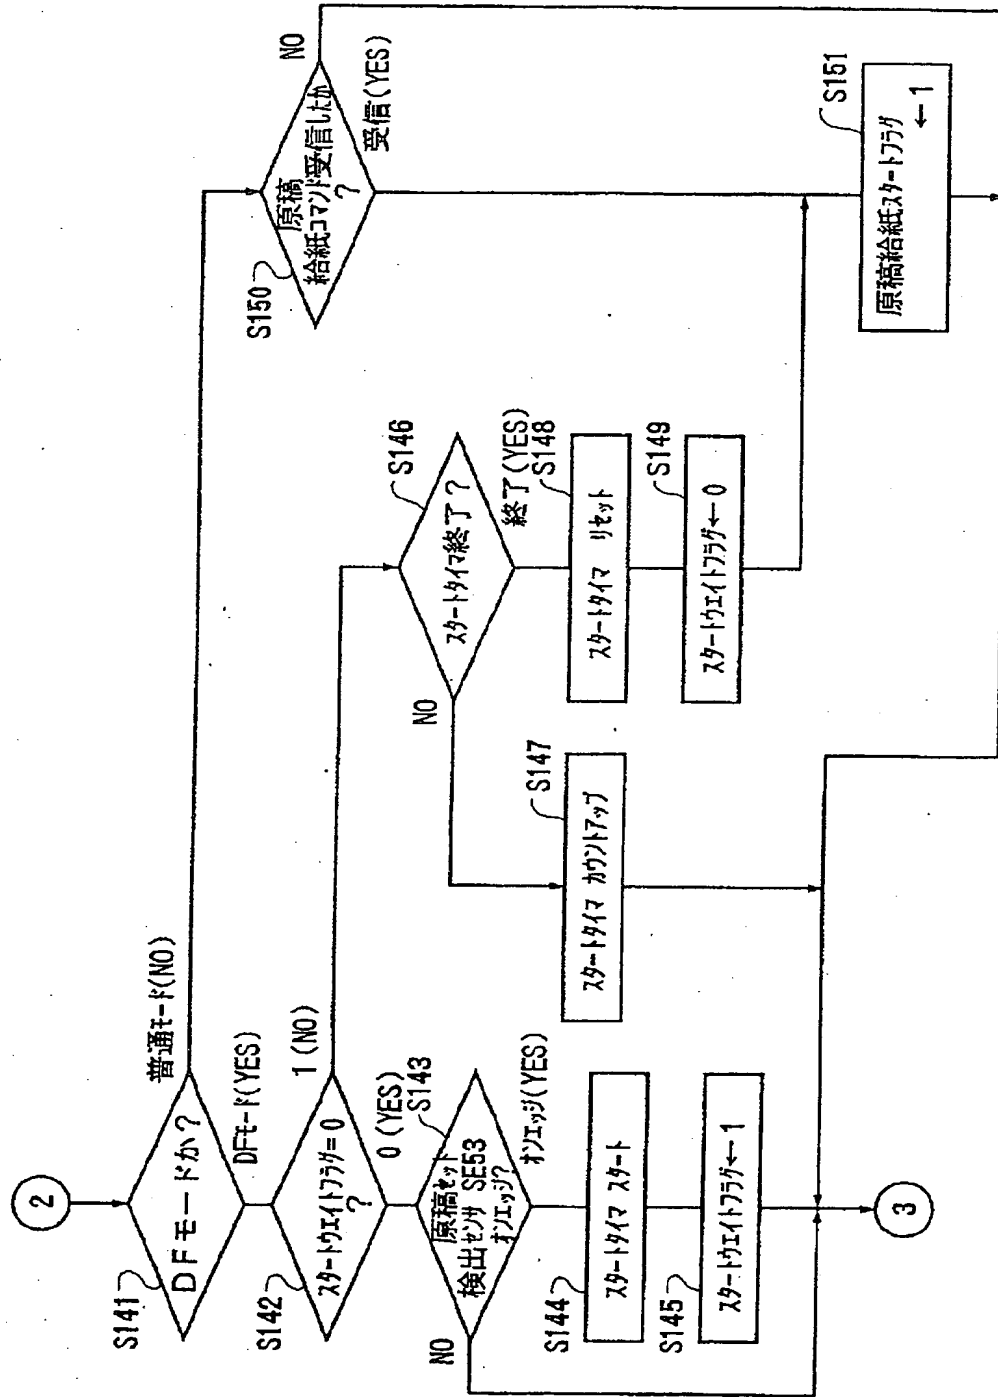 2
S141
DFモードか?
普通モード(NO)
DFモード(YES)
S142
スタートウエイトフラグ=0
?
1(NO)
0(YES)
S143
原稿セット
検出センサ SE53
オンエッジ?
NO
オンエッジ(YES)
S144
スタートタイマ スタート
S145
スタートウエイトフラグ←1
3
S146
スタートタイマ終了?
NO
終了(YES)
S147
スタートタイマ カウントアップ
S148
スタートタイマ リセット
S149
スタートウエイトフラグ←0
S150
原稿
給紙コマンド受信したか
?
NO
受信(YES)
S151
原稿給紙スタートフラグ
←1